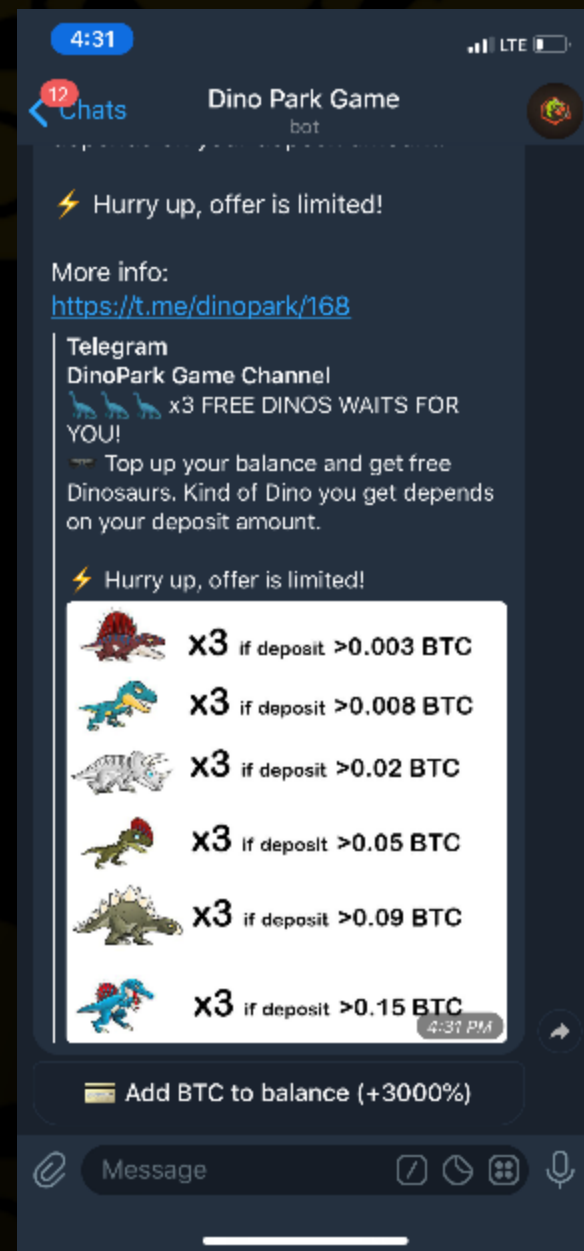 4:31
LTE
12
Chats
Dino Park Game
bot
⚡ Hurry up, offer is limited!
More info:
https://t.me/dinopark/168
Telegram
DinoPark Game Channel
🦕🦕🦕 x3 FREE DINOS WAITS FOR
YOU!
🕶 Top up your balance and get free
Dinosaurs. Kind of Dino you get depends
on your deposit amount.
⚡ Hurry up, offer is limited!
x3 if deposit >0.003 BTC
x3 if deposit >0.008 BTC
x3 if deposit >0.02 BTC
x3 if deposit >0.05 BTC
x3 if deposit >0.09 BTC
x3 if deposit >0.15 BTC
4:31 PM
💳 Add BTC to balance (+3000%)
Message